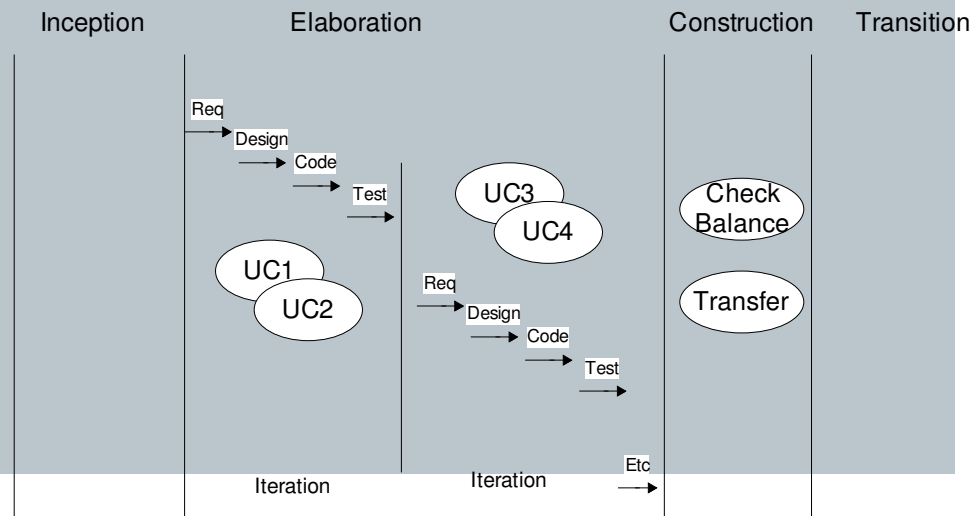 Inception
Elaboration
Construction
Transition
Req
Design
Code
Test
UC1
UC2
UC3
UC4
Req
Design
Code
Test
Etc
Check
Balance
Transfer
Iteration
Iteration